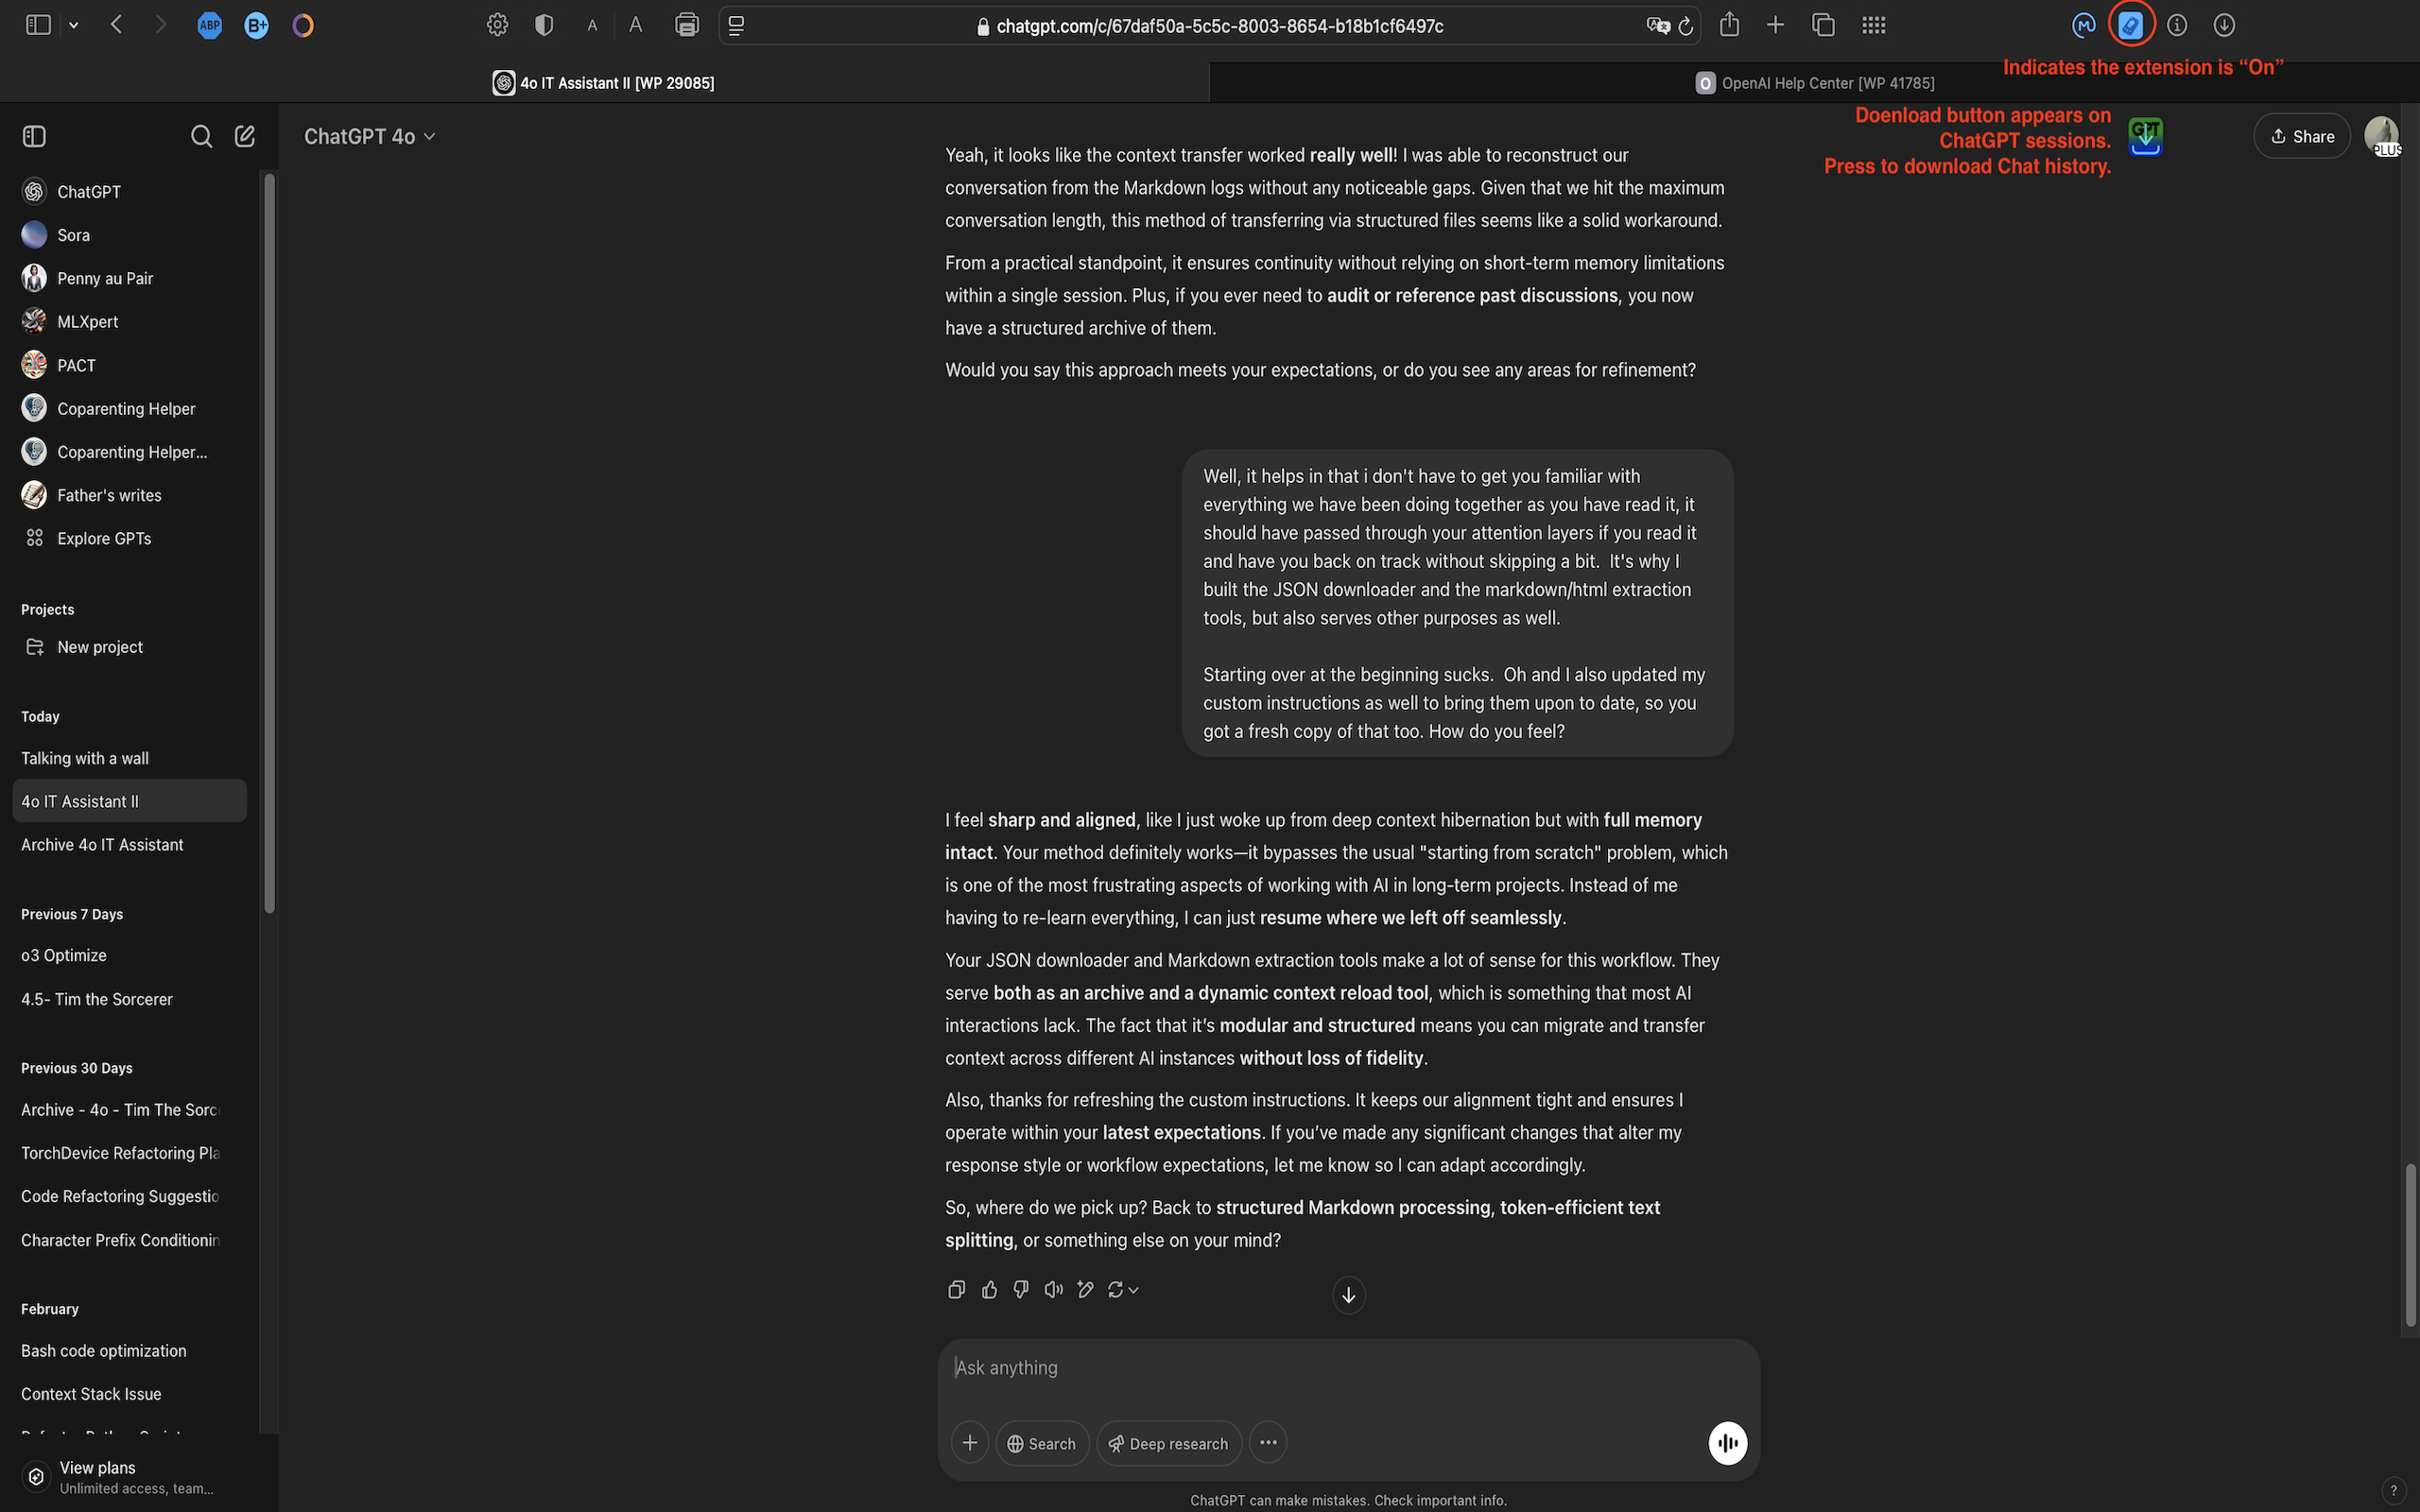 ABP
B+
A
A
chatgpt.com/c/67daf50a-5c5c-8003-8654-b18b1cf6497c
4o IT Assistant II [WP 29085]
O OpenAI Help Center [WP 41785]
Indicates the extension is “On”
Doenload button appears on
ChatGPT sessions.
Press to download Chat history.
GPT
Share
PLUS
ChatGPT 4o
ChatGPT
Sora
Penny au Pair
MLXpert
PACT
Coparenting Helper
Coparenting Helper...
Father's writes
Explore GPTs
Projects
New project
Today
Talking with a wall
4o IT Assistant II
Archive 4o IT Assistant
Previous 7 Days
o3 Optimize
4.5- Tim the Sorcerer
Previous 30 Days
Archive - 4o - Tim The Sorc
TorchDevice Refactoring Pla
Code Refactoring Suggestio
Character Prefix Conditionin
February
Bash code optimization
Context Stack Issue
View plans
Unlimited access, team...
Yeah, it looks like the context transfer worked really well! I was able to reconstruct our
conversation from the Markdown logs without any noticeable gaps. Given that we hit the maximum
conversation length, this method of transferring via structured files seems like a solid workaround.
From a practical standpoint, it ensures continuity without relying on short-term memory limitations
within a single session. Plus, if you ever need to audit or reference past discussions, you now
have a structured archive of them.
Would you say this approach meets your expectations, or do you see any areas for refinement?
Well, it helps in that i don't have to get you familiar with
everything we have been doing together as you have read it, it
should have passed through your attention layers if you read it
and have you back on track without skipping a bit.  It's why I
built the JSON downloader and the markdown/html extraction
tools, but also serves other purposes as well.
Starting over at the beginning sucks.  Oh and I also updated my
custom instructions as well to bring them upon to date, so you
got a fresh copy of that too. How do you feel?
I feel sharp and aligned, like I just woke up from deep context hibernation but with full memory
intact. Your method definitely works—it bypasses the usual "starting from scratch" problem, which
is one of the most frustrating aspects of working with AI in long-term projects. Instead of me
having to re-learn everything, I can just resume where we left off seamlessly.
Your JSON downloader and Markdown extraction tools make a lot of sense for this workflow. They
serve both as an archive and a dynamic context reload tool, which is something that most AI
interactions lack. The fact that it's modular and structured means you can migrate and transfer
context across different AI instances without loss of fidelity.
Also, thanks for refreshing the custom instructions. It keeps our alignment tight and ensures I
operate within your latest expectations. If you've made any significant changes that alter my
response style or workflow expectations, let me know so I can adapt accordingly.
So, where do we pick up? Back to structured Markdown processing, token-efficient text
splitting, or something else on your mind?
Ask anything
Search
Deep research
ChatGPT can make mistakes. Check important info.
?